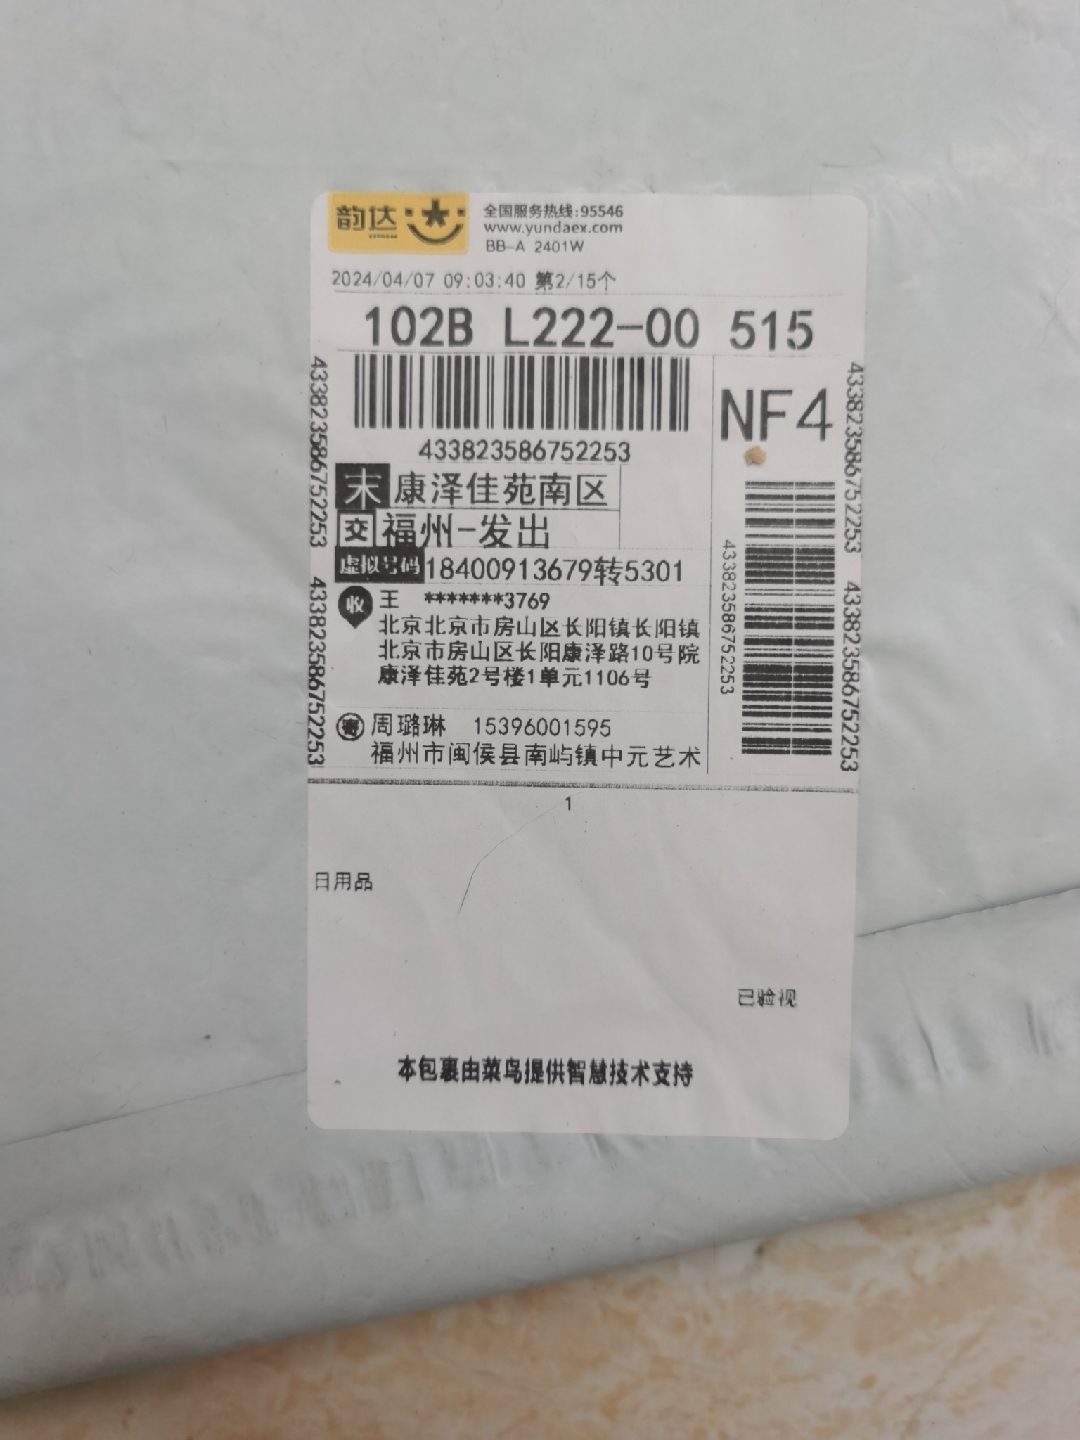 韵达
全国服务热线:95546
www.yundaex.com
BB-A 2401W
2024/04/07 09:03:40 第2/15个
102B L222-00 515
433823586752253
NF4
末 康泽佳苑南区
交 福州-发出
虚拟号码 18400913679转5301
收 王 *******3769
北京北京市房山区长阳镇长阳镇
北京市房山区长阳康泽路10号院
康泽佳苑2号楼1单元1106号
寄 周璐琳 15396001595
福州市闽侯县南屿镇中元艺术
433823586752253
433823586752253
433823586752253
433823586752253
433823586752253
1
日用品
已验视
本包裹由菜鸟提供智慧技术支持